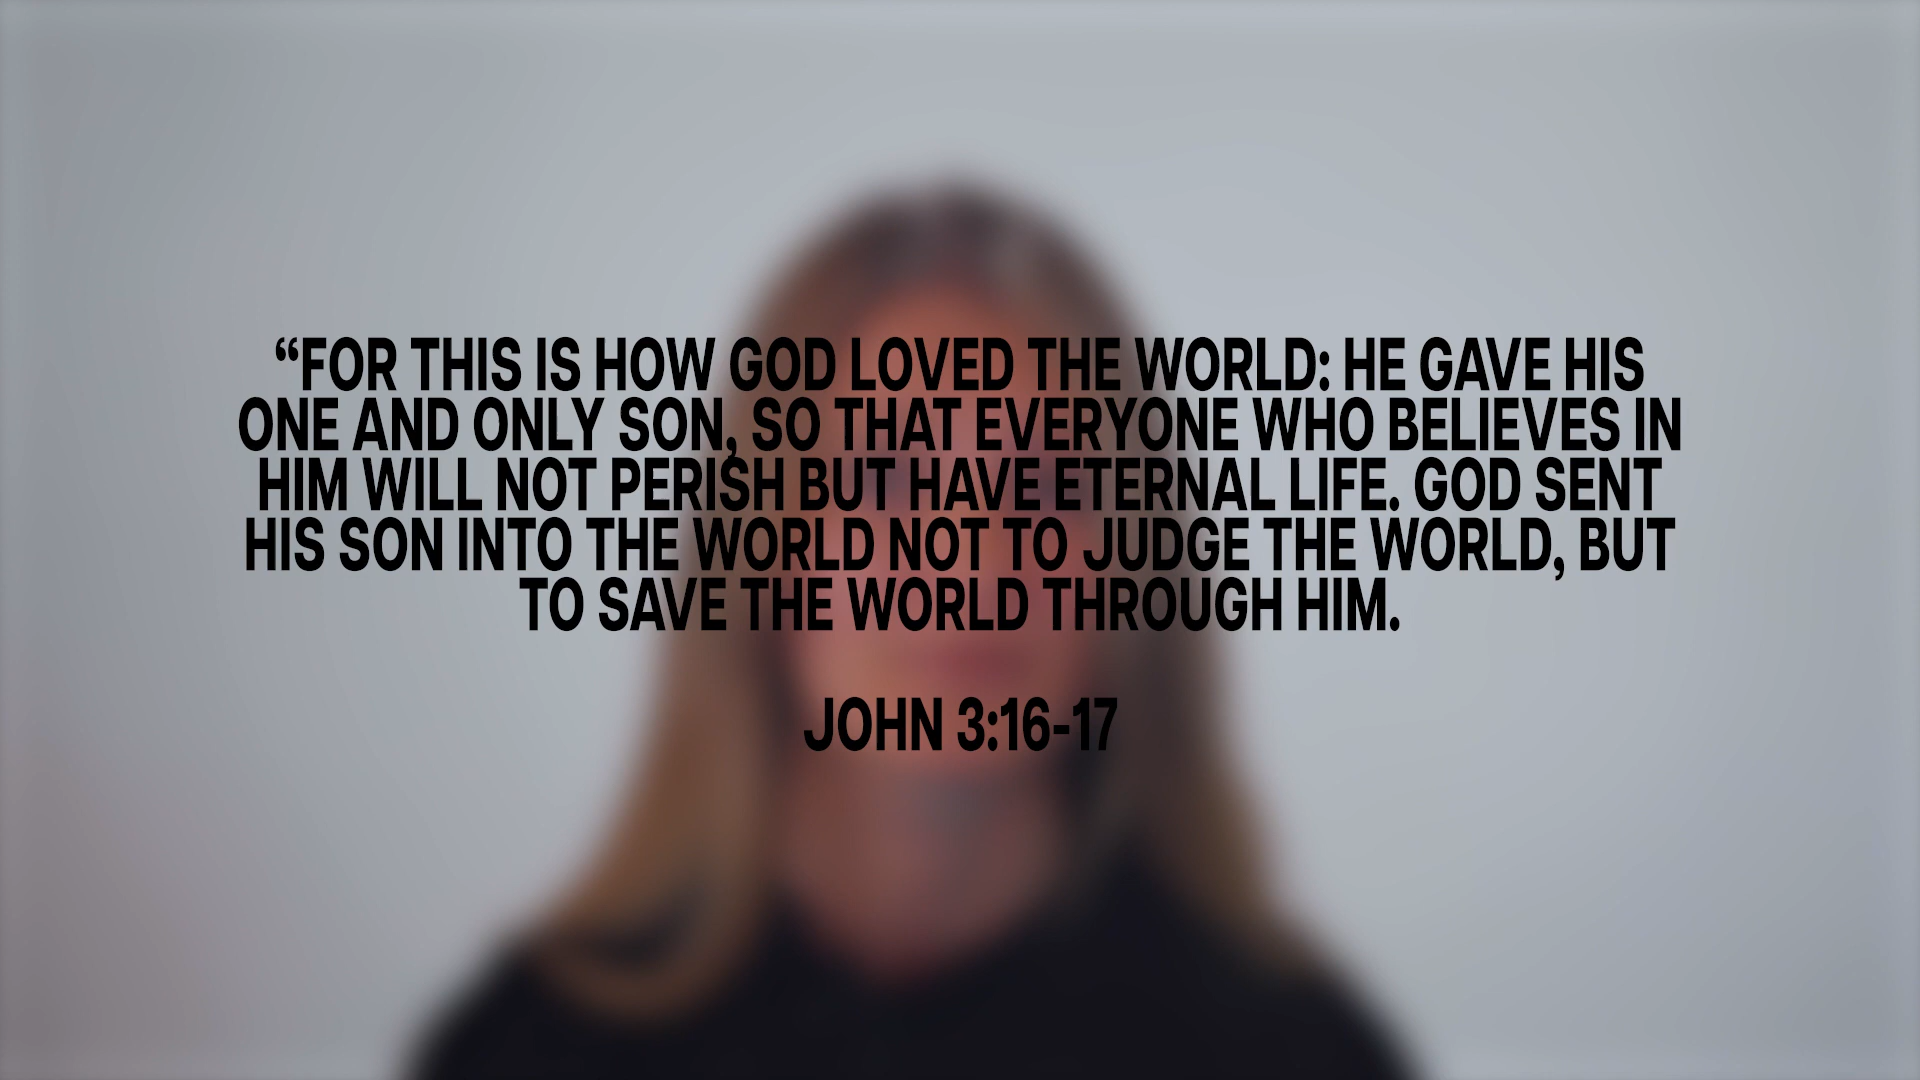 “FOR THIS IS HOW GOD LOVED THE WORLD: HE GAVE HIS
ONE AND ONLY SON, SO THAT EVERYONE WHO BELIEVES IN
HIM WILL NOT PERISH BUT HAVE ETERNAL LIFE. GOD SENT
HIS SON INTO THE WORLD NOT TO JUDGE THE WORLD, BUT
TO SAVE THE WORLD THROUGH HIM.
JOHN 3:16-17